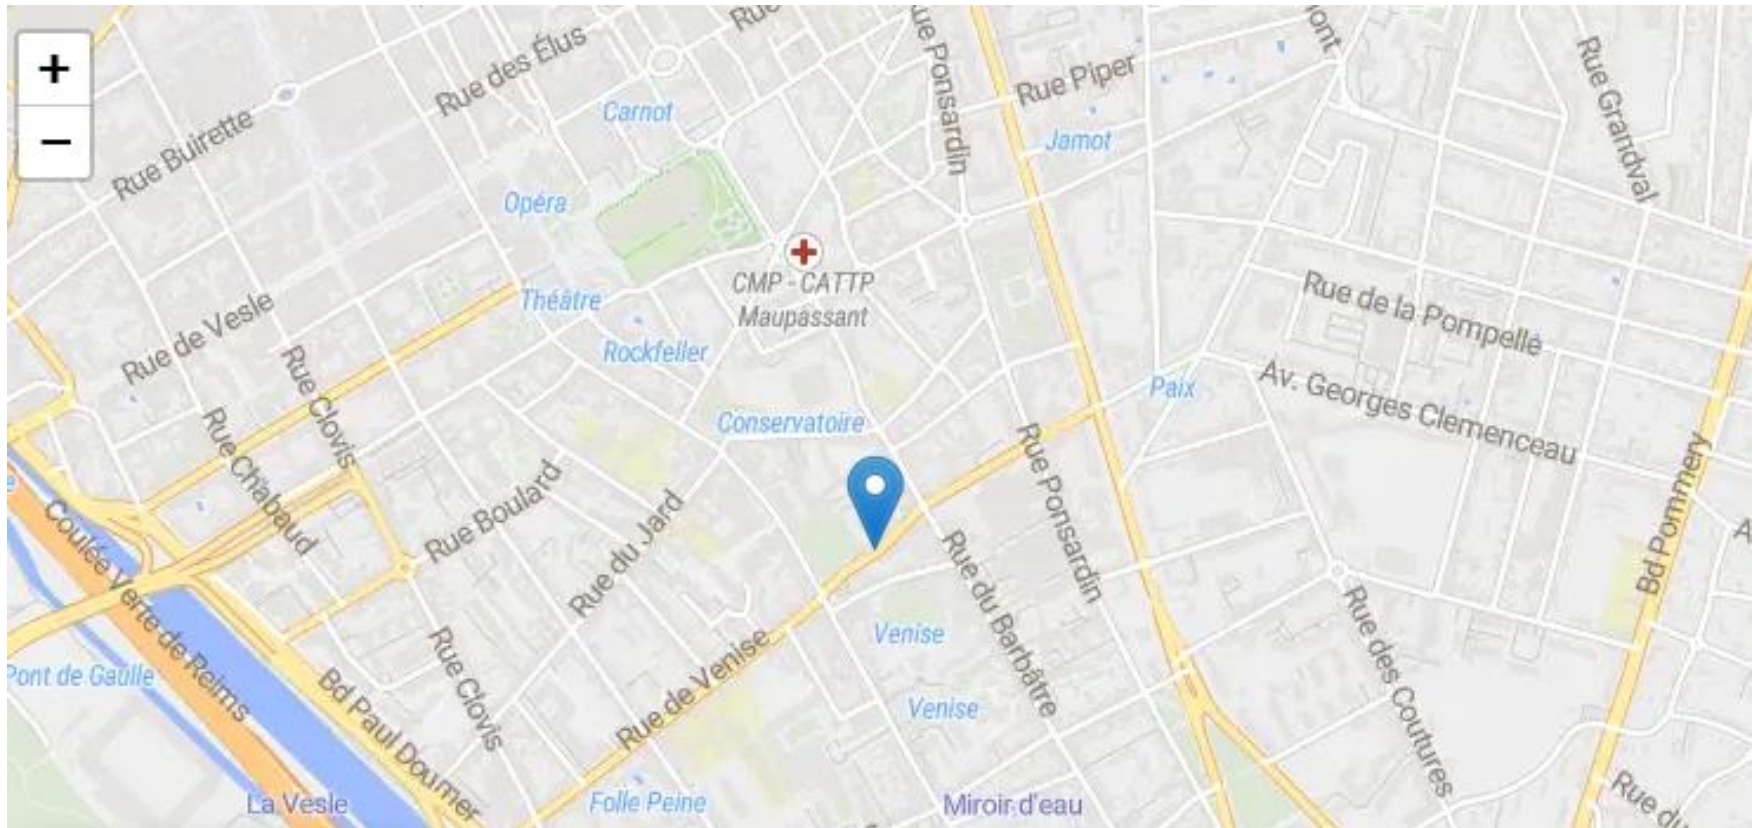 +
−
Rue Buirette
Rue des Élus
Rue
Carnot
Opéra
Rue Ponsardin
Rue Piper
Jamot
Rue Grandval
CMP - CATTP
Maupassant
Théâtre
Rockfeller
Rue de Vesle
Rue Clovis
Rue Chabaud
Conservatoire
Paix
Rue de la Pompelle
Av. Georges Clemenceau
Bd Pommery
Rue Boulard
Rue du Jard
Rue Ponsardin
Rue du Barbâtre
Coulée Verte de Reims
Pont de Gaulle
Rue Clovis
Bd Paul Doumer
Rue de Venise
Venise
Venise
Rue des Coutures
La Vesle
Folle Peine
Miroir d'eau
Rue du